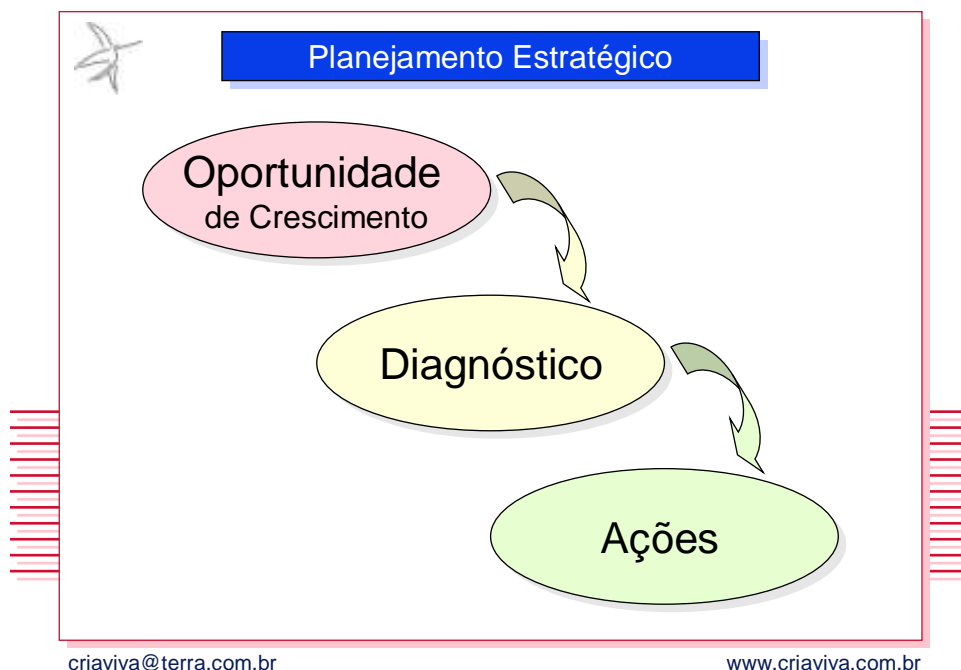 Planejamento Estratégico
Oportunidade
de Crescimento
Diagnóstico
Ações
criaviva@terra.com.br
www.criaviva.com.br